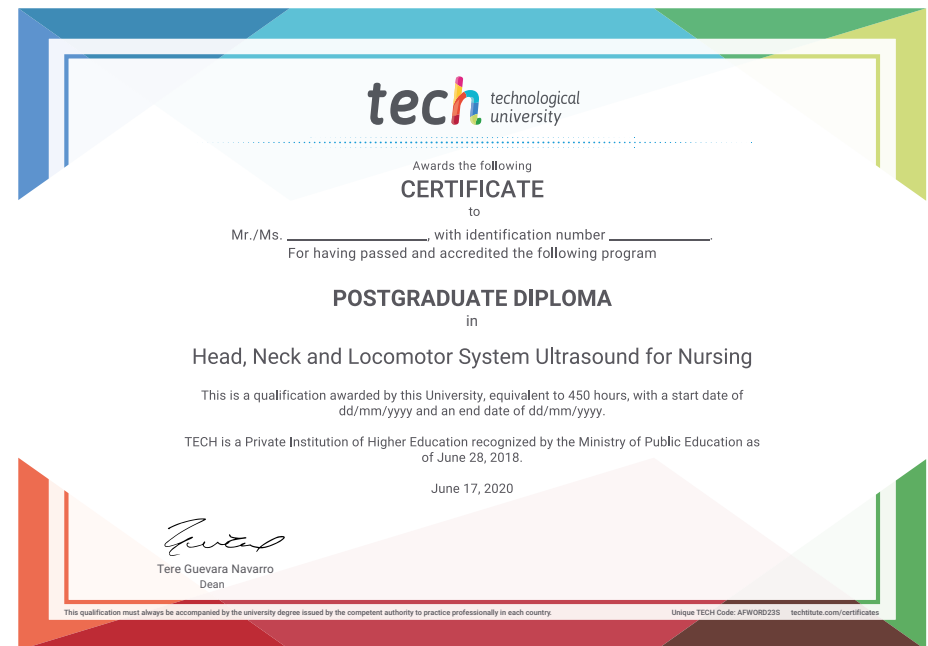 tech technological
university
Awards the following
CERTIFICATE
to
Mr./Ms. ____________________, with identification number ______________.
For having passed and accredited the following program
POSTGRADUATE DIPLOMA
in
Head, Neck and Locomotor System Ultrasound for Nursing
This is a qualification awarded by this University, equivalent to 450 hours, with a start date of
dd/mm/yyyy and an end date of dd/mm/yyyy.
TECH is a Private Institution of Higher Education recognized by the Ministry of Public Education as
of June 28, 2018.
June 17, 2020
Tere Guevara Navarro
Dean
This qualification must always be accompanied by the university degree issued by the competent authority to practice professionally in each country.
Unique TECH Code: AFWORD23S techtitute.com/certificates